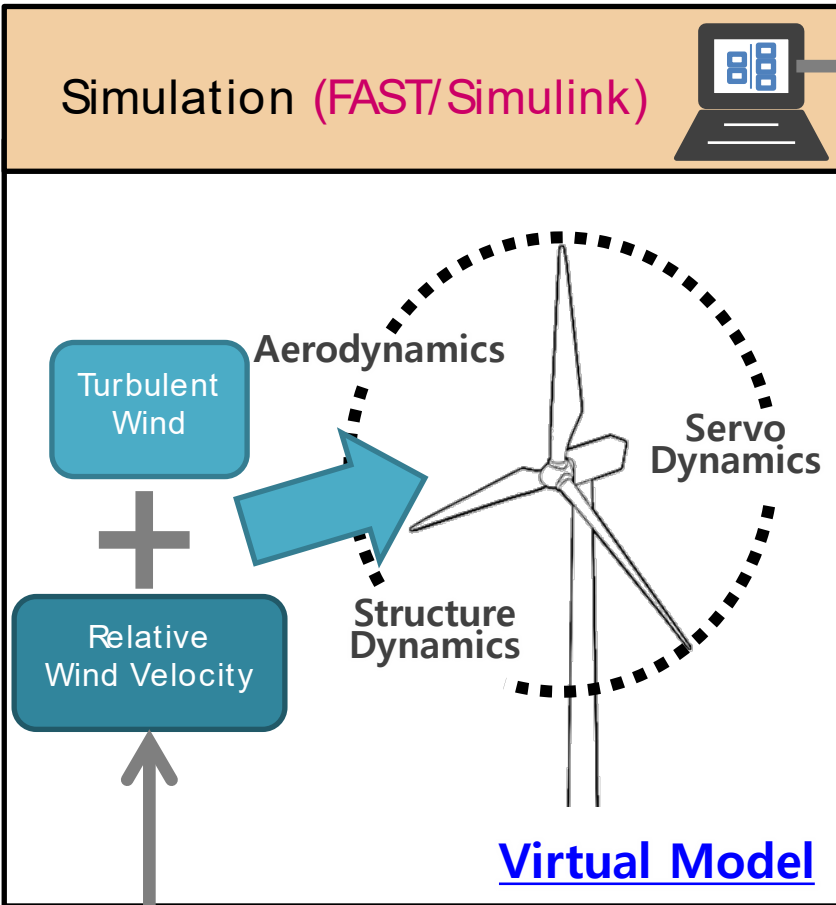 Simulation (FAST/Simulink)
Aerodynamics
Turbulent
Wind
Servo
Dynamics
Structure
Dynamics
Relative
Wind Velocity
Virtual Model